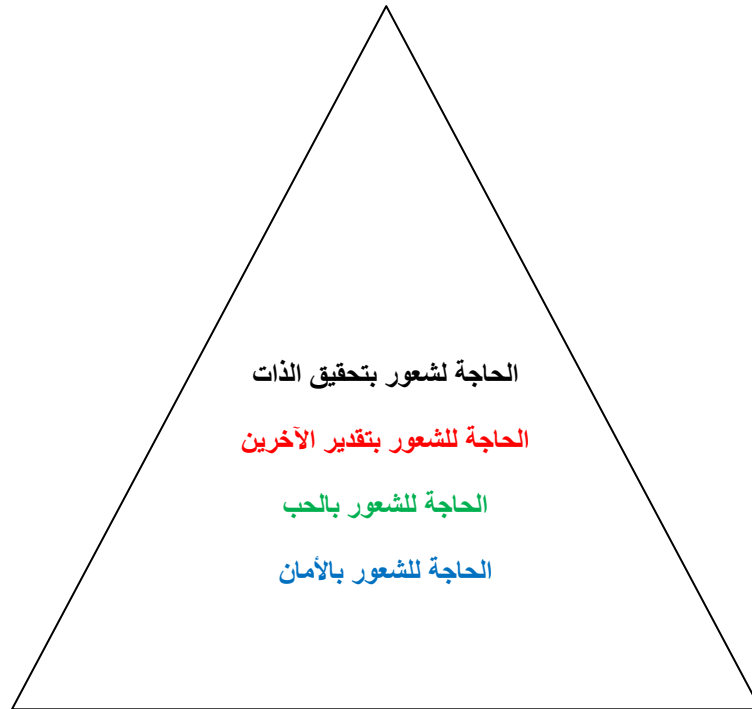 الحاجة لشعور بتحقيق الذات
الحاجة للشعور بتقدير الآخرين
الحاجة للشعور بالحب
الحاجة للشعور بالأمان